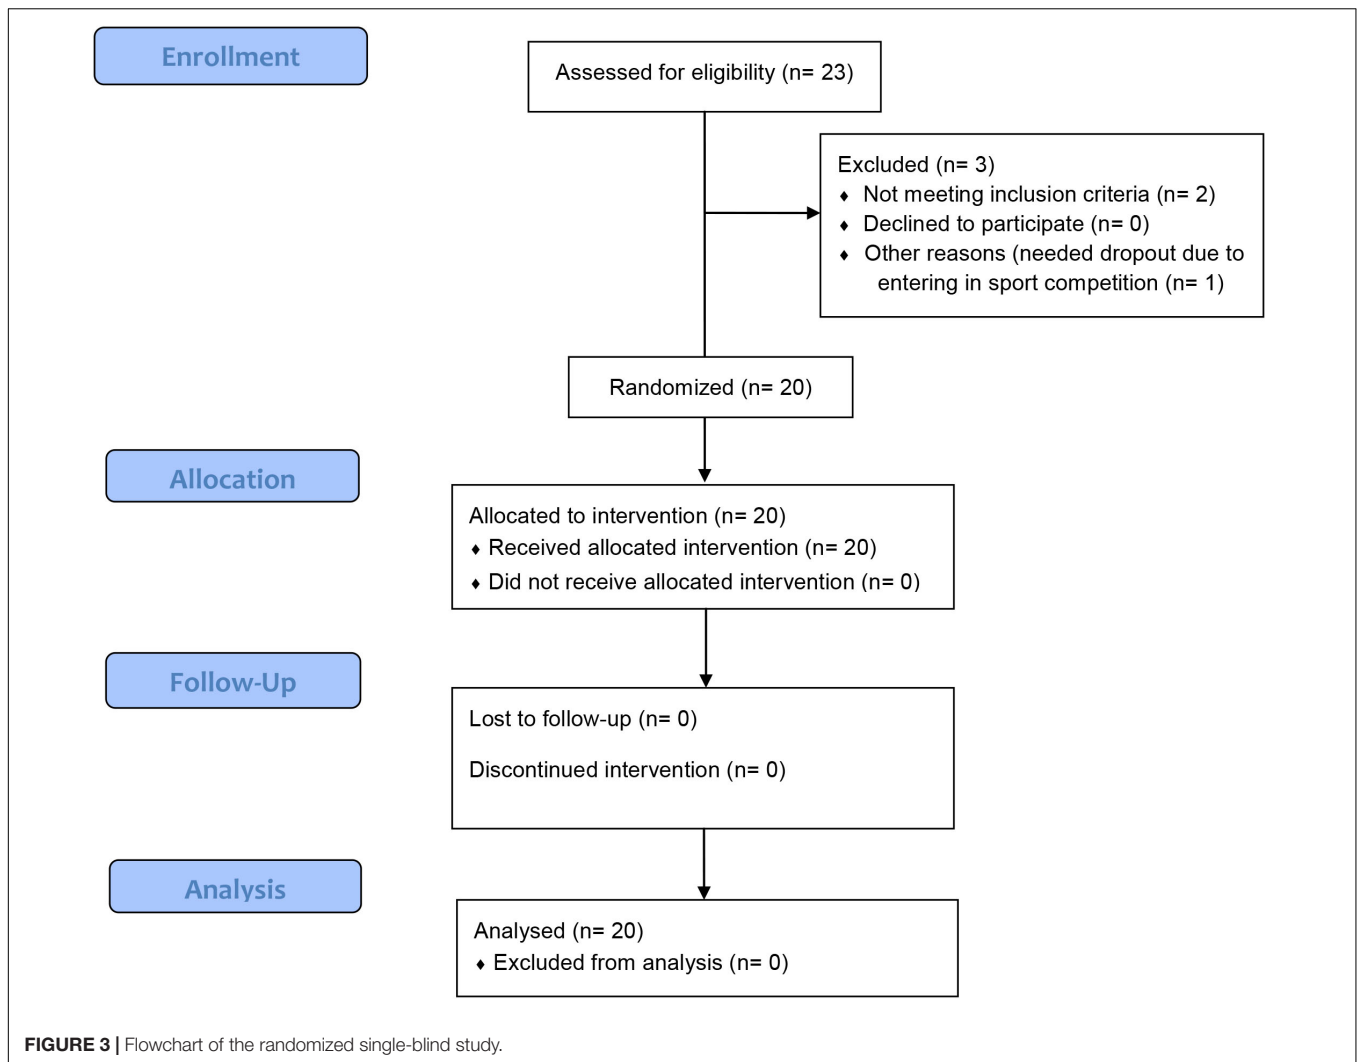 Enrollment
Assessed for eligibility (n= 23)
Excluded (n= 3)
♦ Not meeting inclusion criteria (n= 2)
♦ Declined to participate (n= 0)
♦ Other reasons (needed dropout due to
entering in sport competition (n= 1)
Randomized (n= 20)
Allocation
Allocated to intervention (n= 20)
♦ Received allocated intervention (n= 20)
♦ Did not receive allocated intervention (n= 0)
Follow-Up
Lost to follow-up (n= 0)
Discontinued intervention (n= 0)
Analysis
Analysed (n= 20)
♦ Excluded from analysis (n= 0)
FIGURE 3 | Flowchart of the randomized single-blind study.